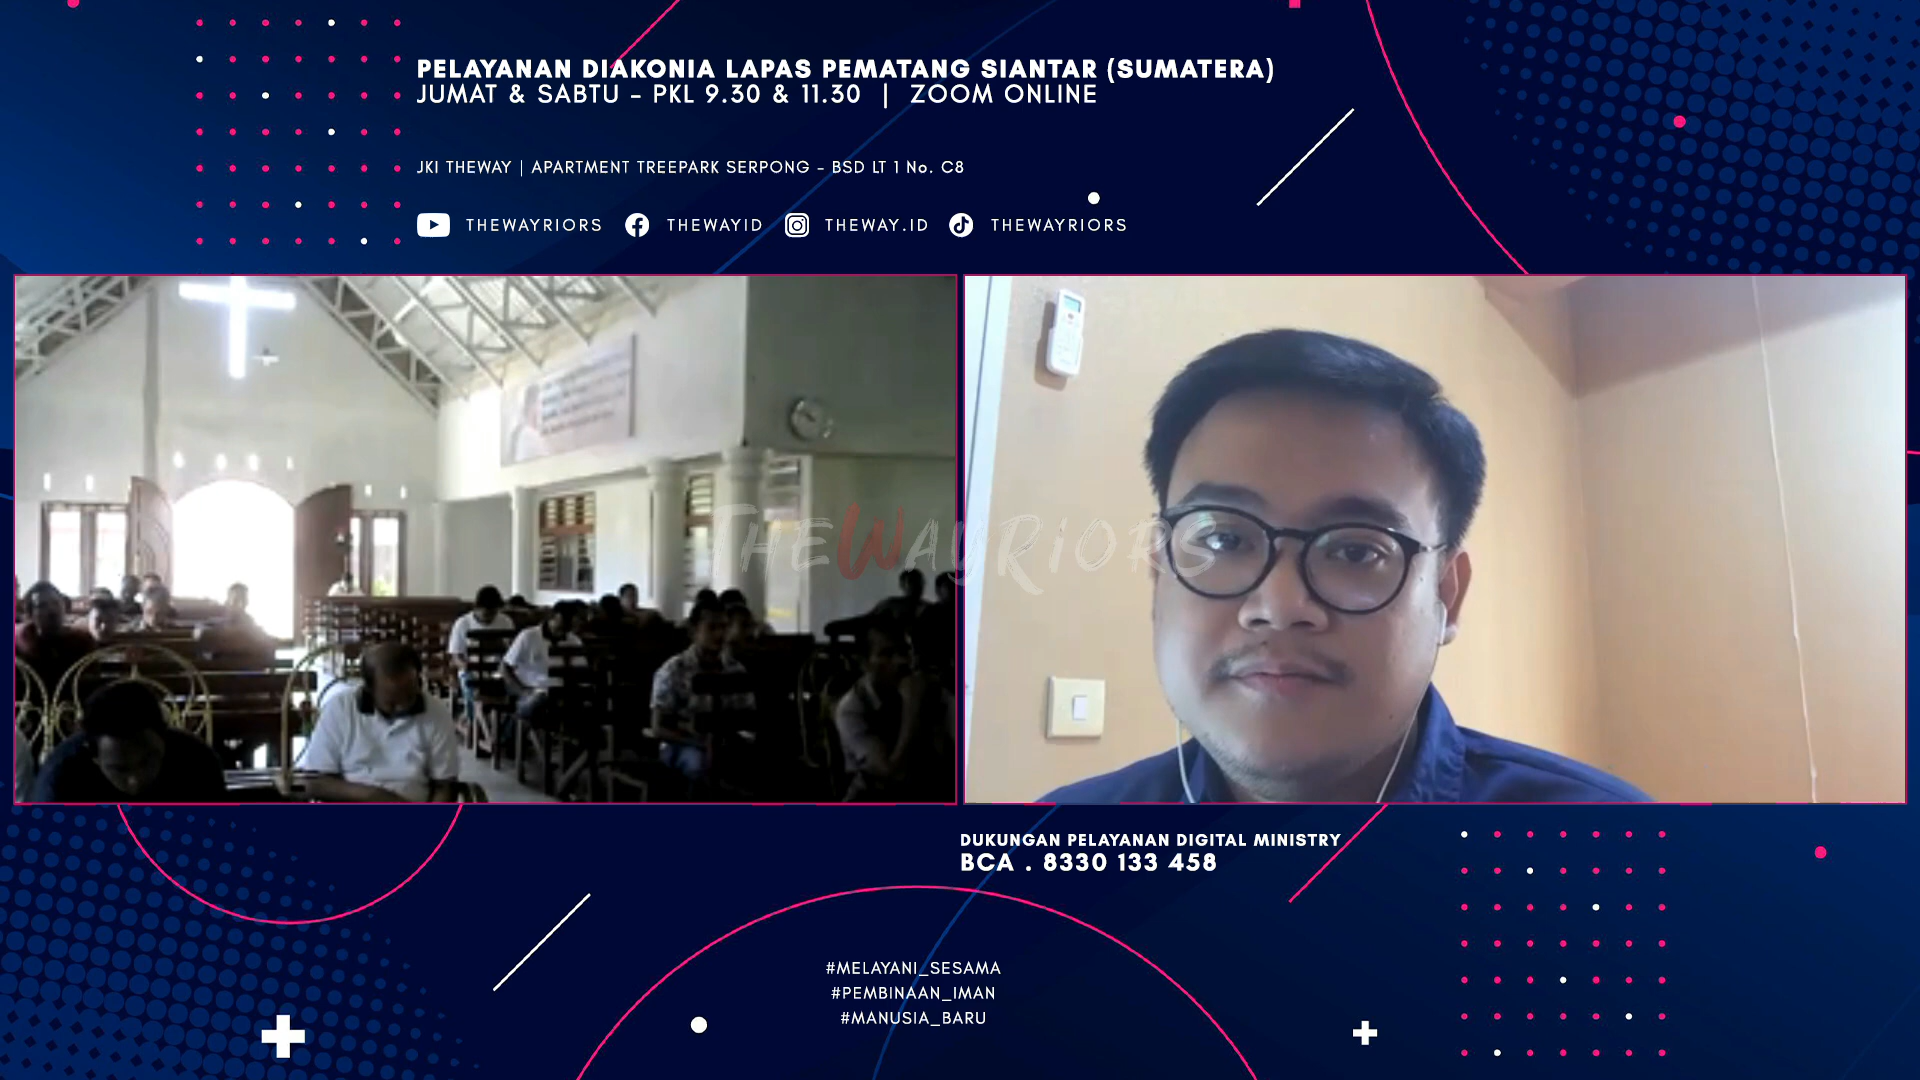 PELAYANAN DIAKONIA LAPAS PEMATANG SIANTAR (SUMATERA)
JUMAT & SABTU - PKL 9.30 & 11.30 | ZOOM ONLINE
JKI THEWAY | APARTMENT TREEPARK SERPONG - BSD LT 1 No. C8
THEWAYRIORS THEWAYID THEWAY.ID THEWAYRIORS
THEWAYRIORS
DUKUNGAN PELAYANAN DIGITAL MINISTRY
BCA . 8330 133 458
#MELAYANI_SESAMA
#PEMBINAAN_IMAN
#MANUSIA_BARU